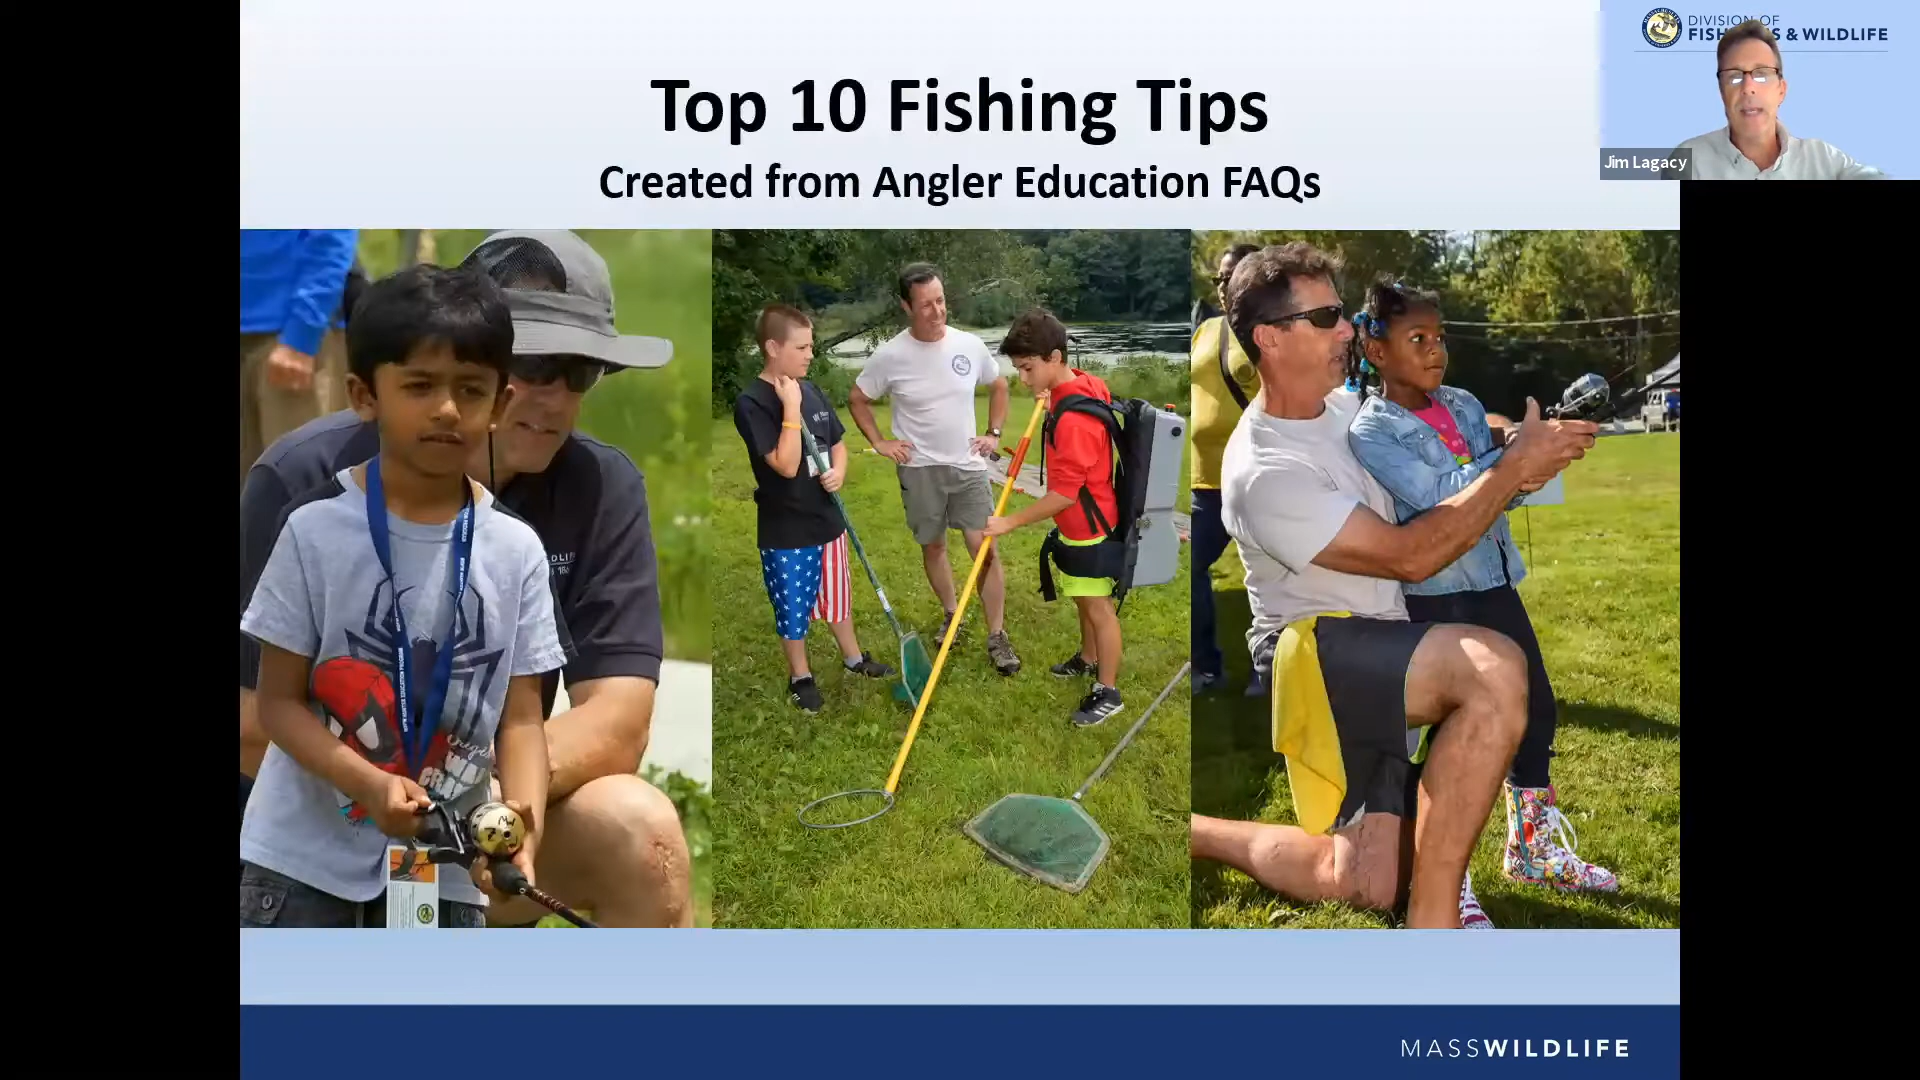 Top 10 Fishing Tips
Created from Angler Education FAQs
DIVISION OF
& WILDLIFE
Jim Lagacy
MASSWILDLIFE